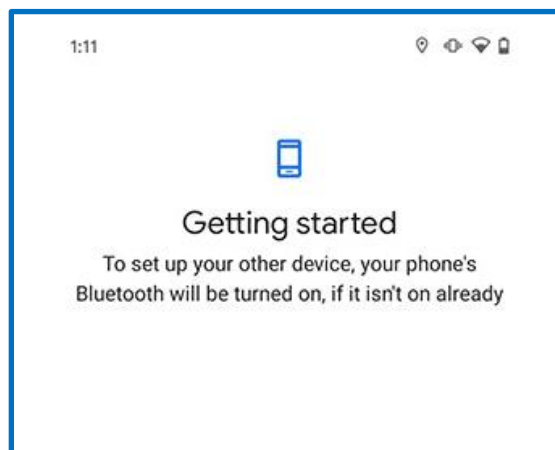 1:11
Getting started
To set up your other device, your phone's
Bluetooth will be turned on, if it isn't on already